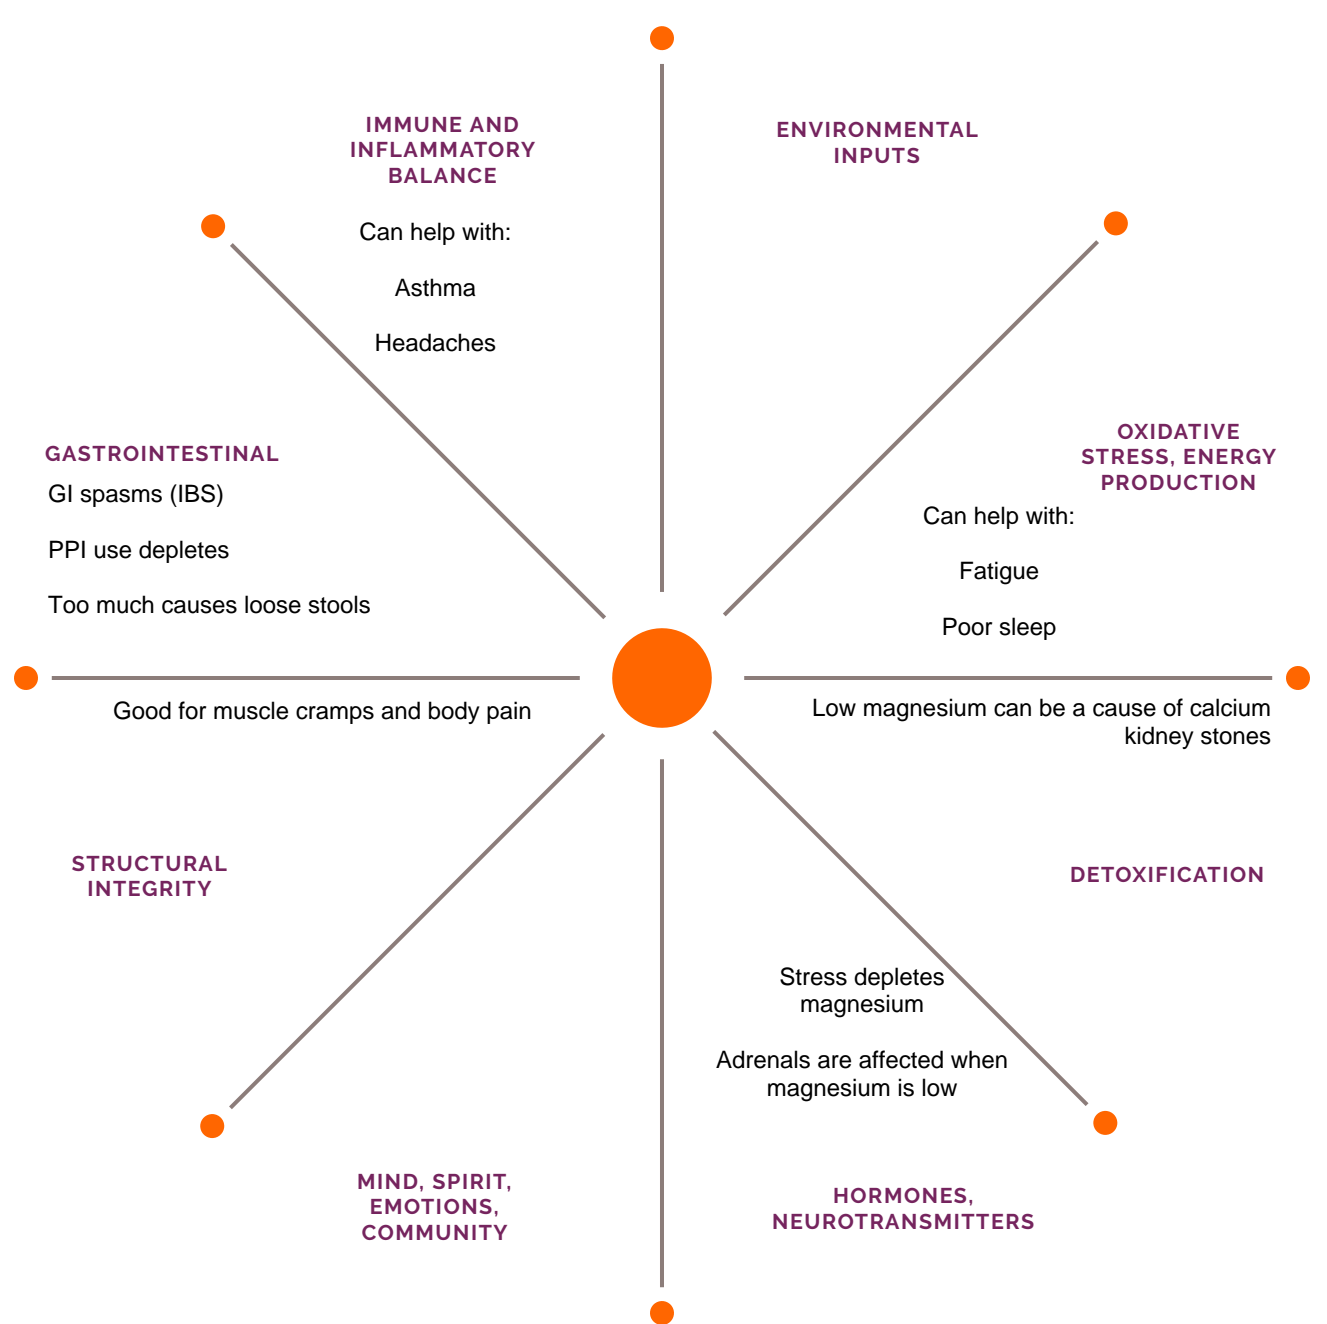 IMMUNE AND
INFLAMMATORY
BALANCE
Can help with:
Asthma
Headaches
ENVIRONMENTAL
INPUTS
GASTROINTESTINAL
GI spasms (IBS)
PPI use depletes
Too much causes loose stools
OXIDATIVE
STRESS, ENERGY
PRODUCTION
Can help with:
Fatigue
Poor sleep
Good for muscle cramps and body pain
STRUCTURAL
INTEGRITY
Low magnesium can be a cause of calcium
kidney stones
DETOXIFICATION
MIND, SPIRIT,
EMOTIONS,
COMMUNITY
Stress depletes
magnesium
Adrenals are affected when
magnesium is low
HORMONES,
NEUROTRANSMITTERS